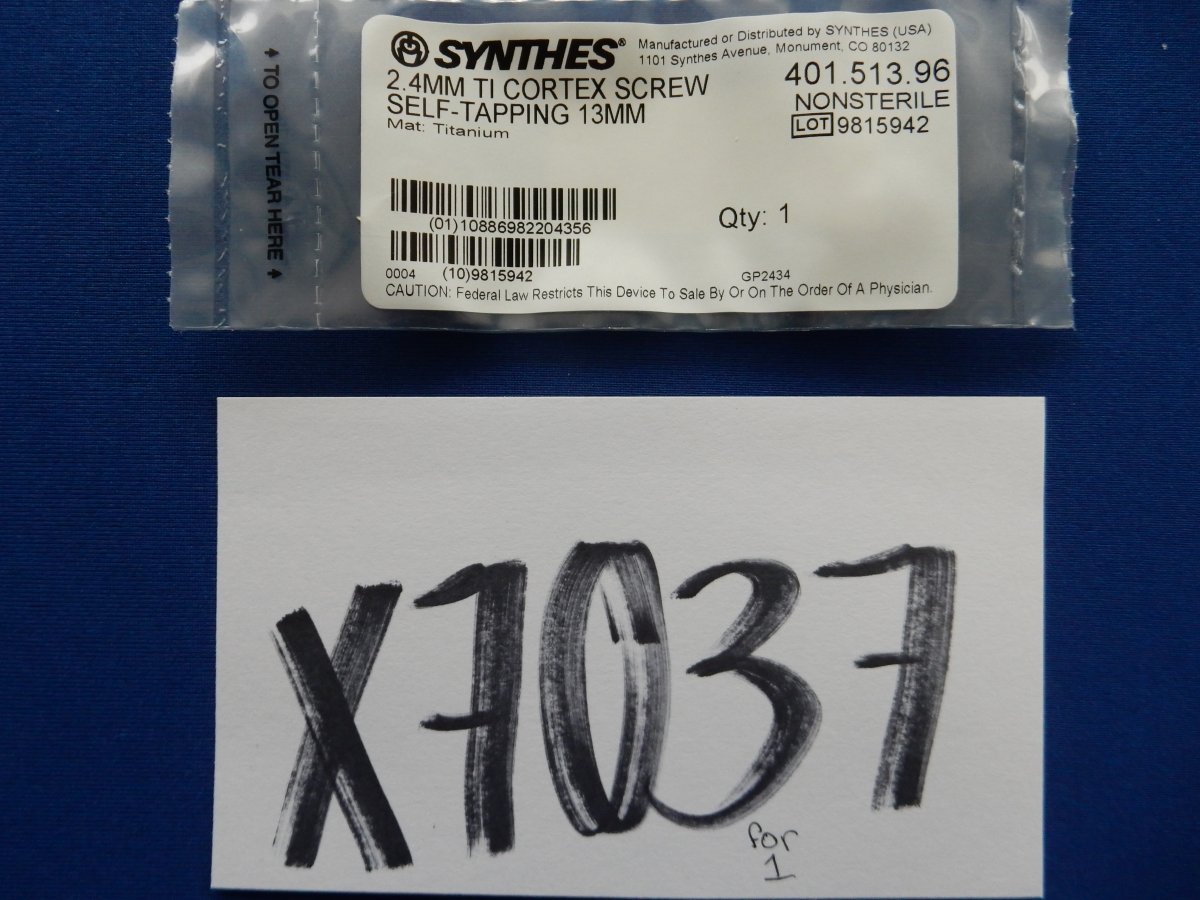 TO OPEN TEAR HERE
SYNTHES®
Manufactured or Distributed by SYNTHES (USA)
1101 Synthes Avenue, Monument, CO 80132
2.4MM TI CORTEX SCREW
SELF-TAPPING 13MM
Mat: Titanium
401.513.96
NONSTERILE
LOT 9815942
(01)10886982204356
Qty: 1
0004 (10)9815942
GP2434
CAUTION: Federal Law Restricts This Device To Sale By Or On The Order Of A Physician.
X7037
for
1